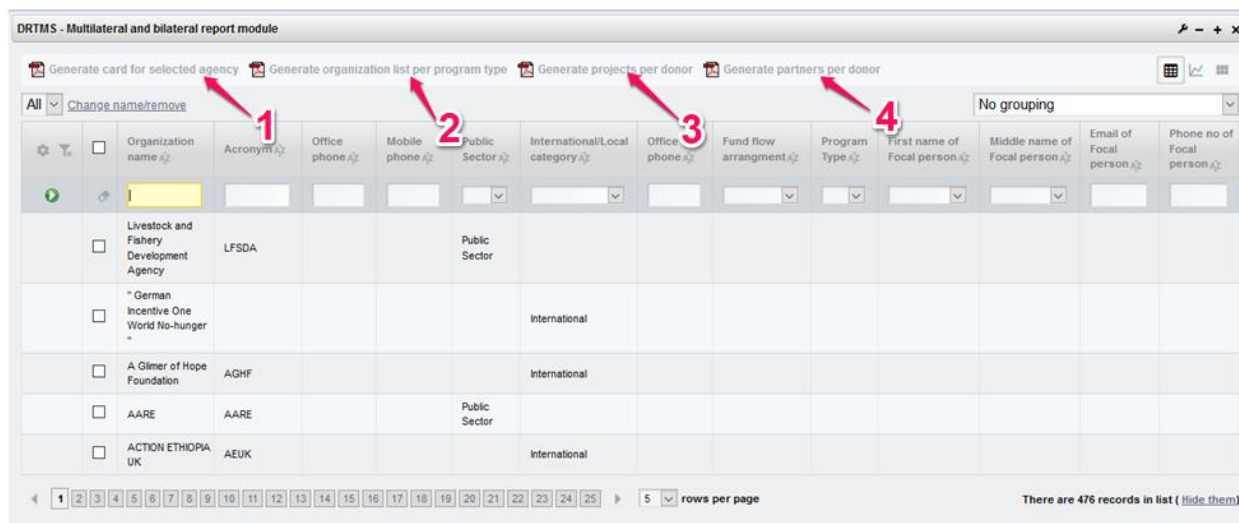 DRTMS - Multilateral and bilateral report module
Generate card for selected agency Generate organization list per program type Generate projects per donor Generate partners per donor
1 2 3 4
All Change name/remove No grouping
Organization name Acronym Office phone Mobile phone Public Sector International/Local category Office phone Fund flow arrangment Program Type First name of Focal person Middle name of Focal person Email of Focal person Phone no of Focal person
Livestock and
Fishery
Development
Agency
LFSDA
Public
Sector
" German
Incentive One
World No-hunger
"
International
A Glimer of Hope
Foundation
AGHF
International
AARE
AARE
Public
Sector
ACTION ETHIOPIA
UK
AEUK
International
1 2 3 4 5 6 7 8 9 10 11 12 13 14 15 16 17 18 19 20 21 22 23 24 25 5 rows per page There are 476 records in list ( Hide them)